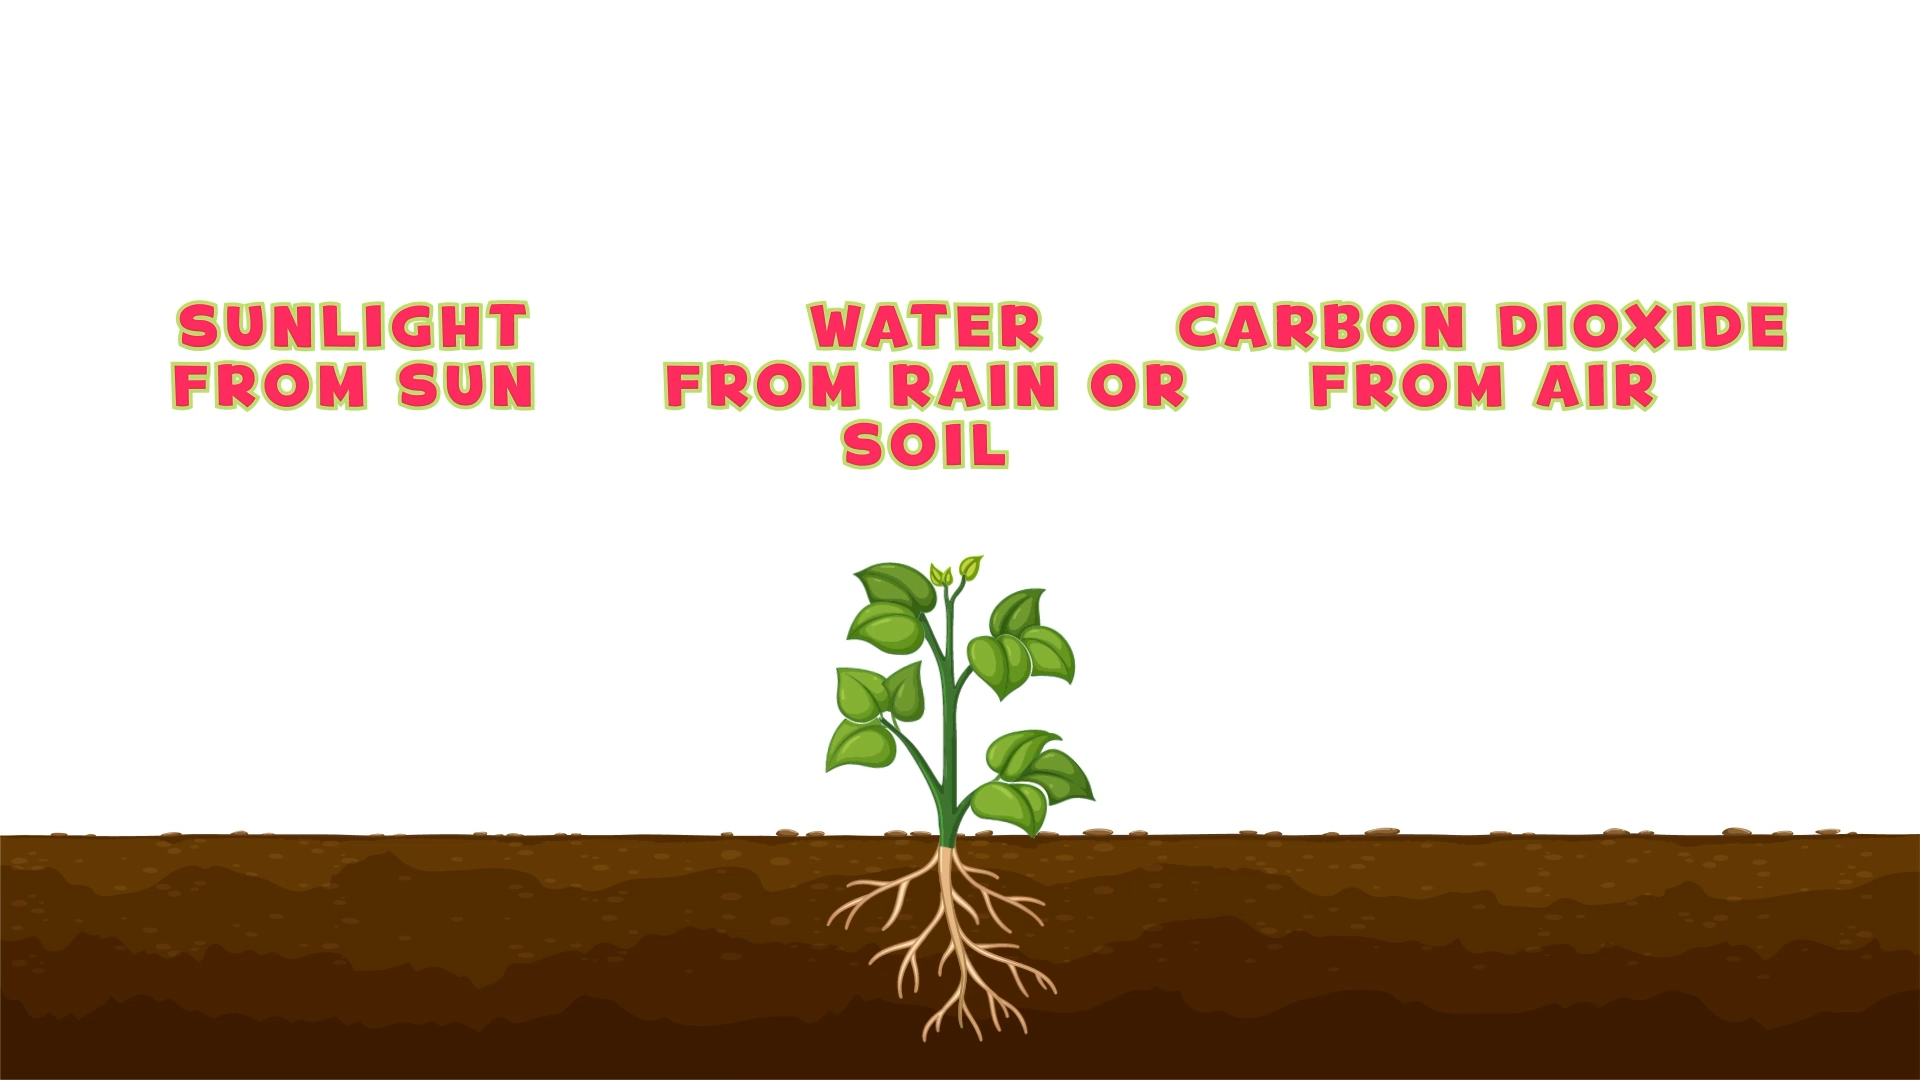 SUNLIGHT
FROM SUN
WATER
FROM RAIN OR
SOIL
CARBON DIOXIDE
FROM AIR